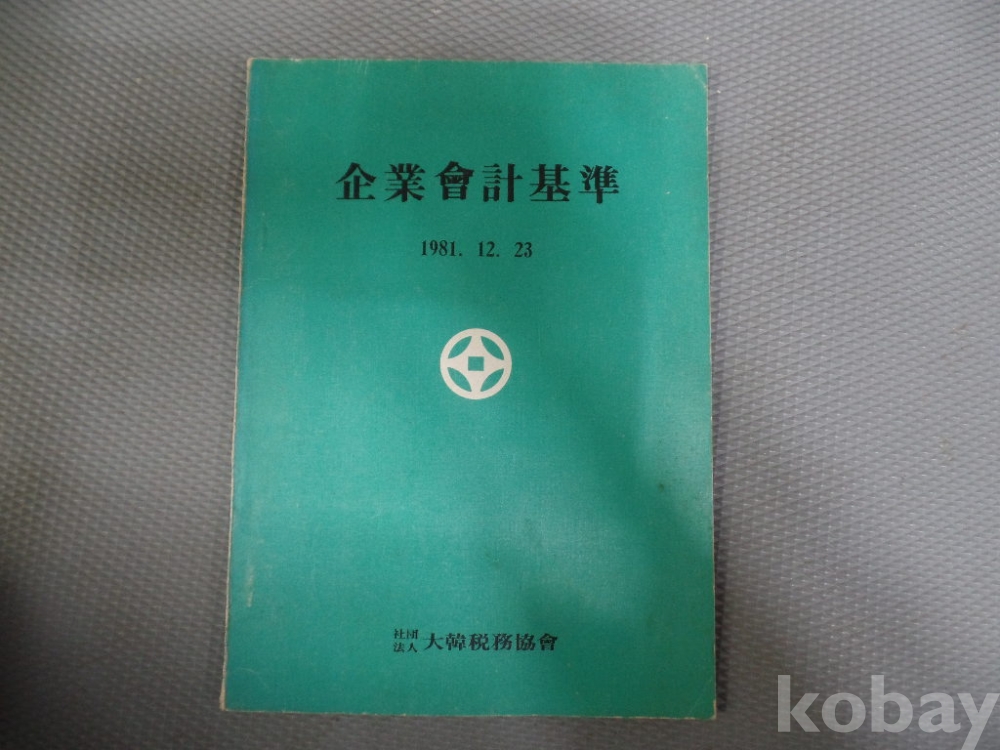 企業會計基準
1981. 12. 23
社団法人 大韓税務協會
kobay